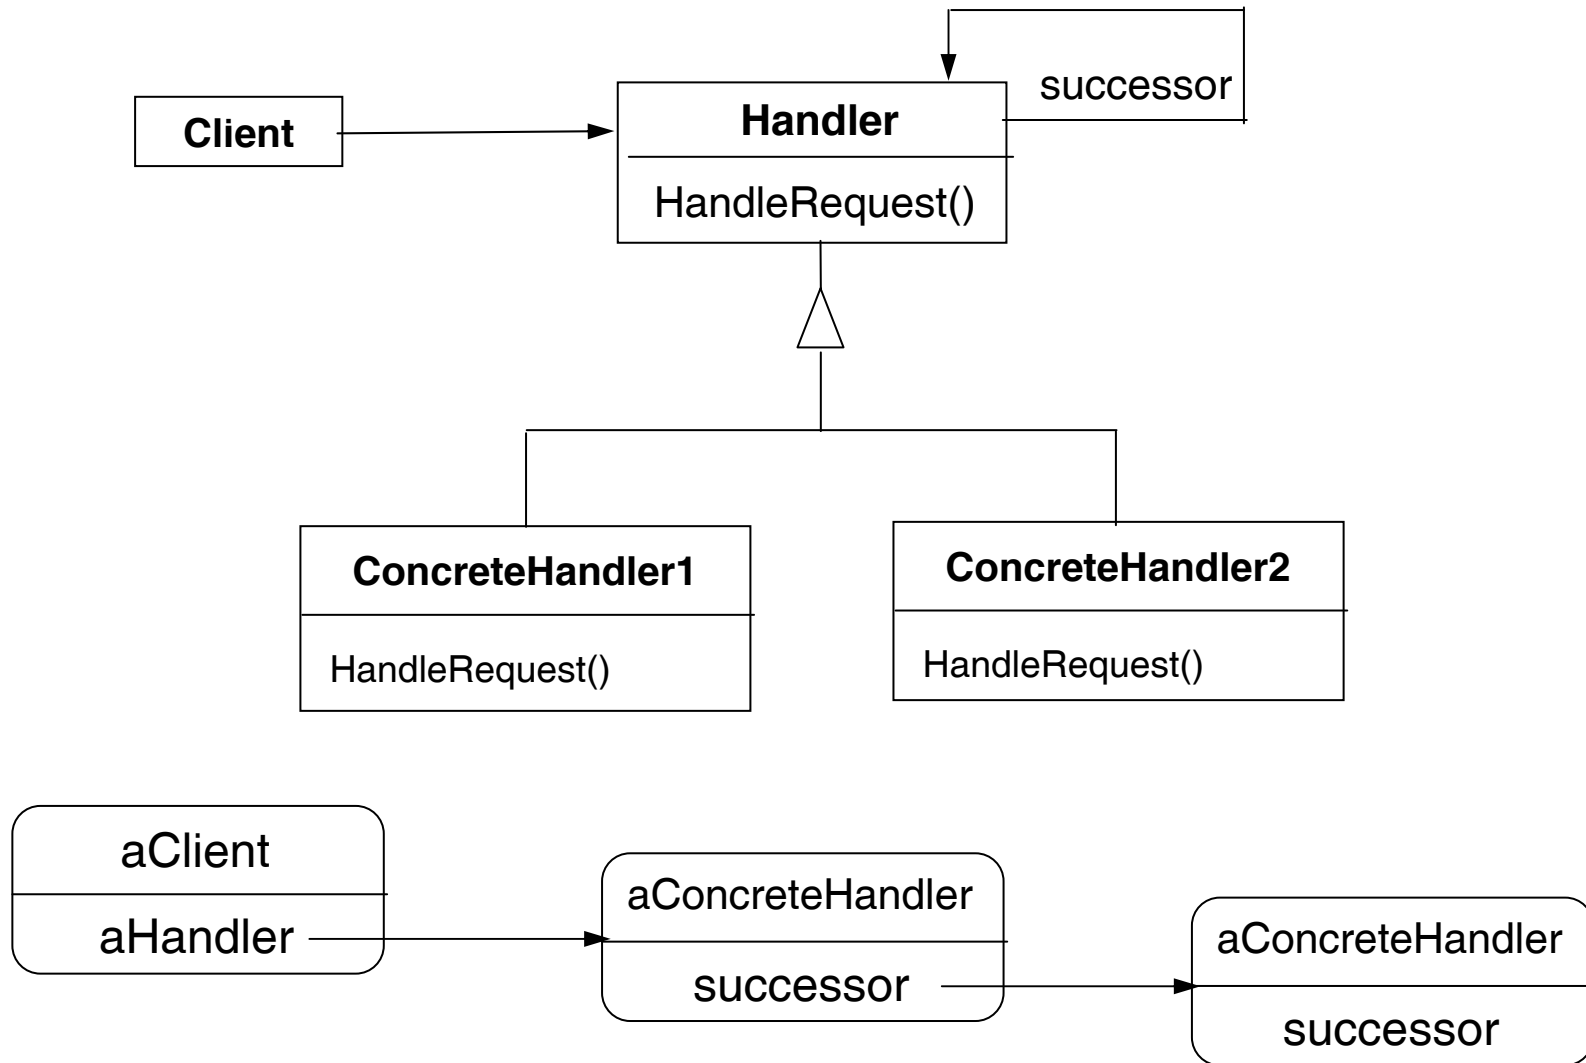 successor
Client
Handler
HandleRequest()
ConcreteHandler1
HandleRequest()
ConcreteHandler2
HandleRequest()
aClient
aHandler
aConcreteHandler
successor
aConcreteHandler
successor